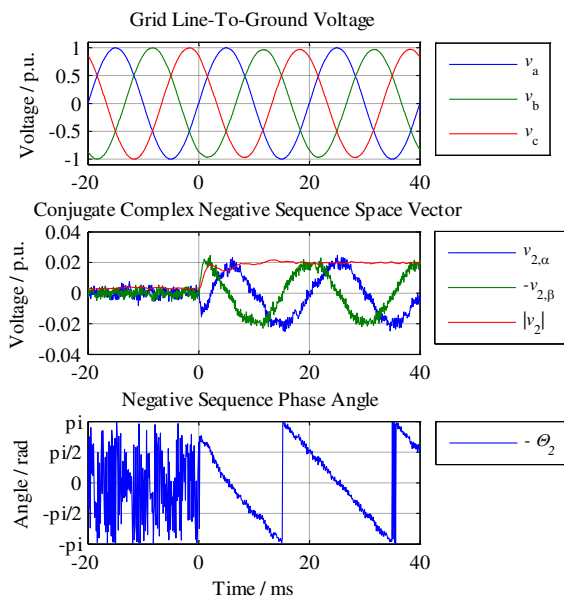 Grid Line-To-Ground Voltage
Voltage / p.u.
1
0.5
0
-0.5
-1
-20 0 20 40
v_a
v_b
v_c
Conjugate Complex Negative Sequence Space Vector
Voltage / p.u.
0.04
0.02
0
-0.02
-0.04
-20 0 20 40
v_2,α
-v_2,β
|v_2|
Negative Sequence Phase Angle
Angle / rad
pi
pi/2
0
-pi/2
-pi
-20 0 20 40
Time / ms
- Θ_2